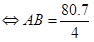 ⇔ AB = 80.7 / 4